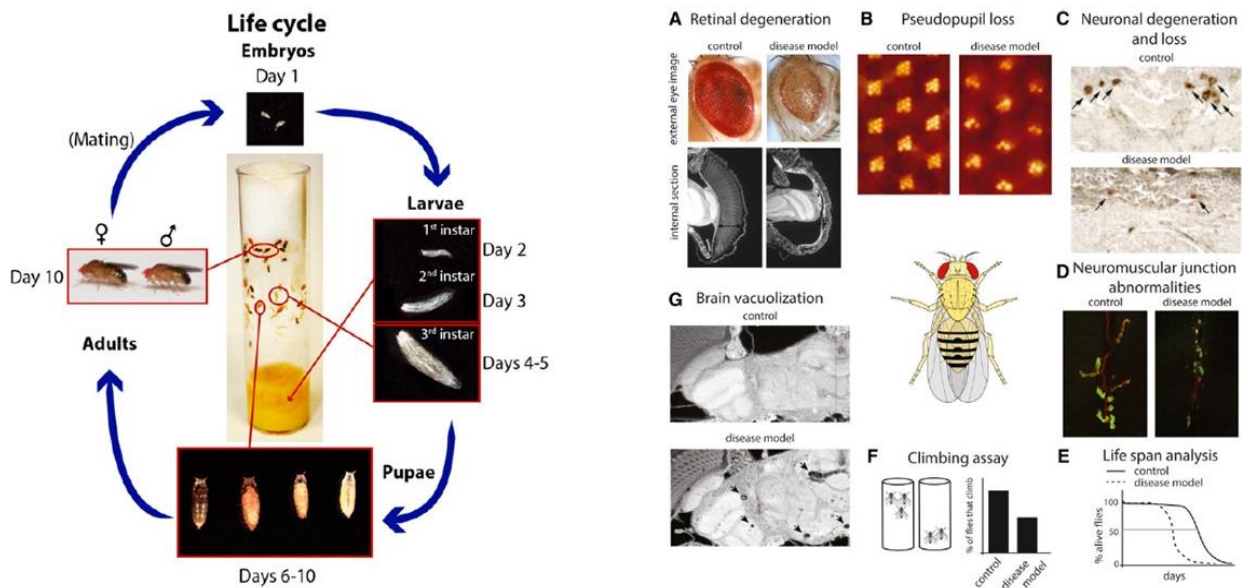 Life cycle
Embryos
Day 1
(Mating)
Larvae
1st instar
Day 2
2nd instar
Day 3
3rd instar
Days 4-5
♀ ♂
Day 10
Adults
Pupae
Days 6-10
A Retinal degeneration
control disease model
external eye image
internal section
B Pseudopupil loss
control disease model
C Neuronal degeneration
and loss
control
disease model
D Neuromuscular junction
abnormalities
control disease model
G Brain vacuolization
control
disease model
F Climbing assay
% of flies that climb
control
disease
model
E Life span analysis
control
disease model
% alive flies
100
50
0
days